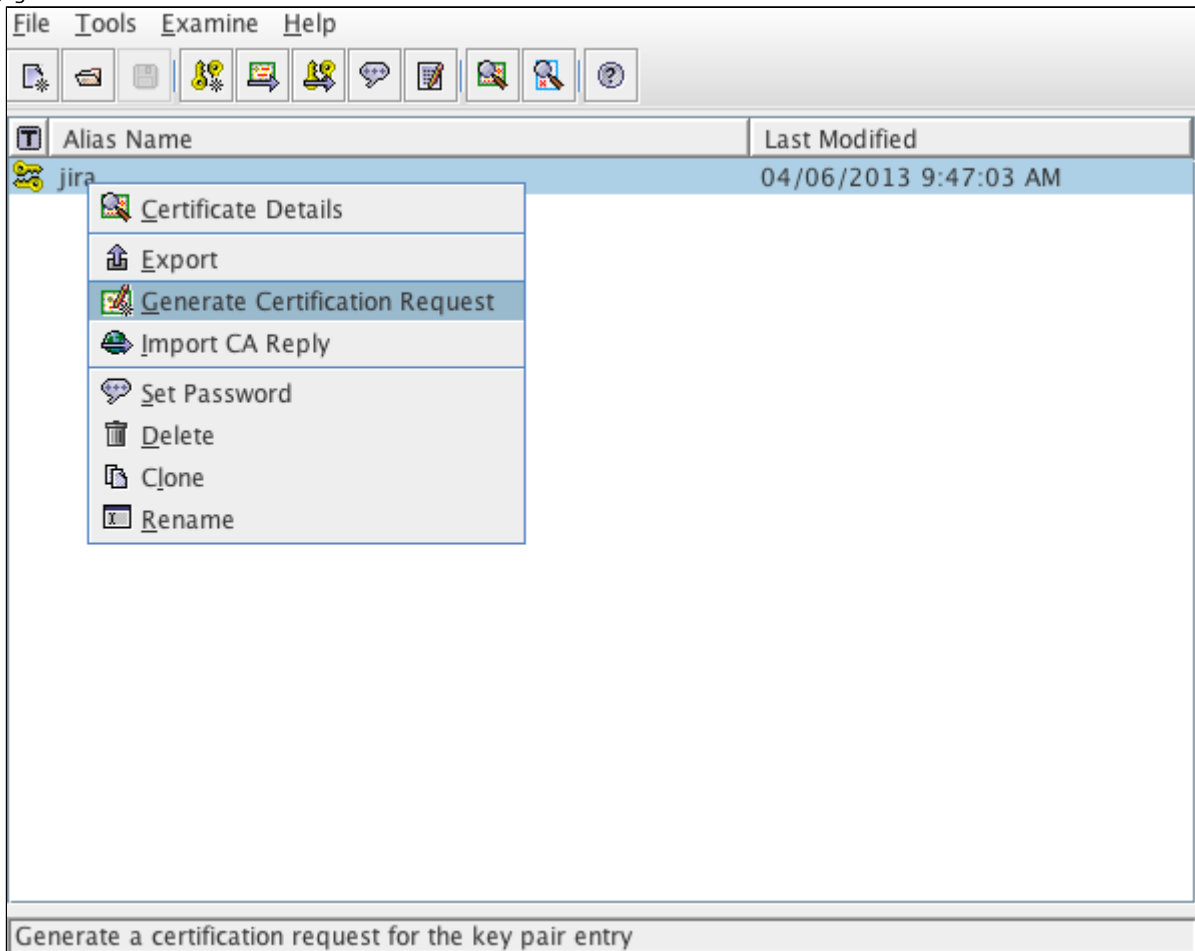 File Tools Examine Help
T Alias Name Last Modified
jira 04/06/2013 9:47:03 AM
Certificate Details
Export
Generate Certification Request
Import CA Reply
Set Password
Delete
Clone
Rename
Generate a certification request for the key pair entry